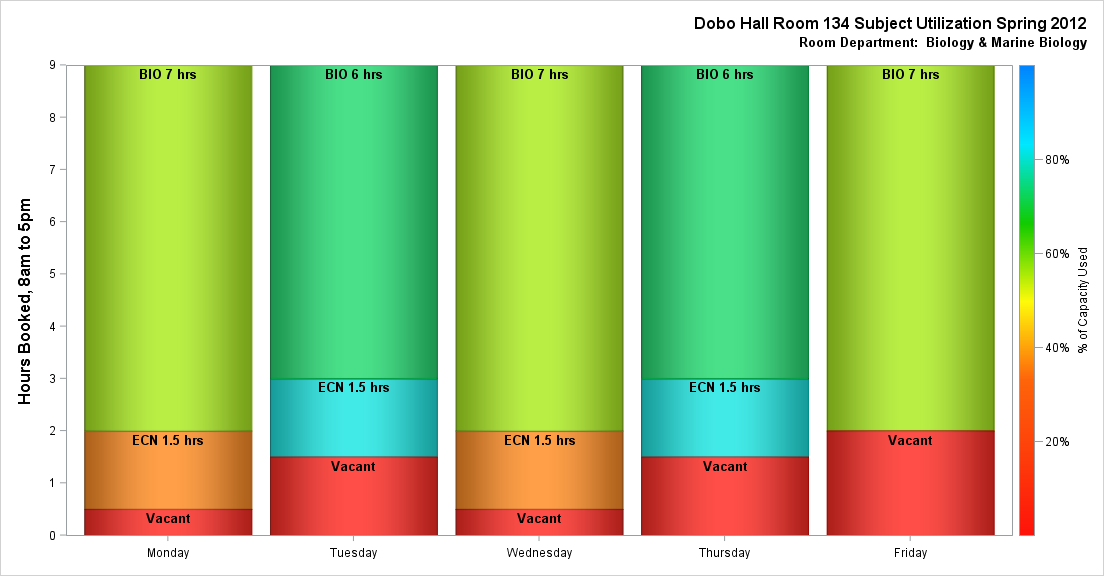 Dobo Hall Room 134 Subject Utilization Spring 2012
Room Department:  Biology & Marine Biology
Hours Booked, 8am to 5pm
9
8
7
6
5
4
3
2
1
0
BIO 7 hrs
ECN 1.5 hrs
Vacant
BIO 6 hrs
ECN 1.5 hrs
Vacant
BIO 7 hrs
ECN 1.5 hrs
Vacant
BIO 6 hrs
ECN 1.5 hrs
Vacant
BIO 7 hrs
Vacant
Monday
Tuesday
Wednesday
Thursday
Friday
80%
60%
40%
20%
% of Capacity Used